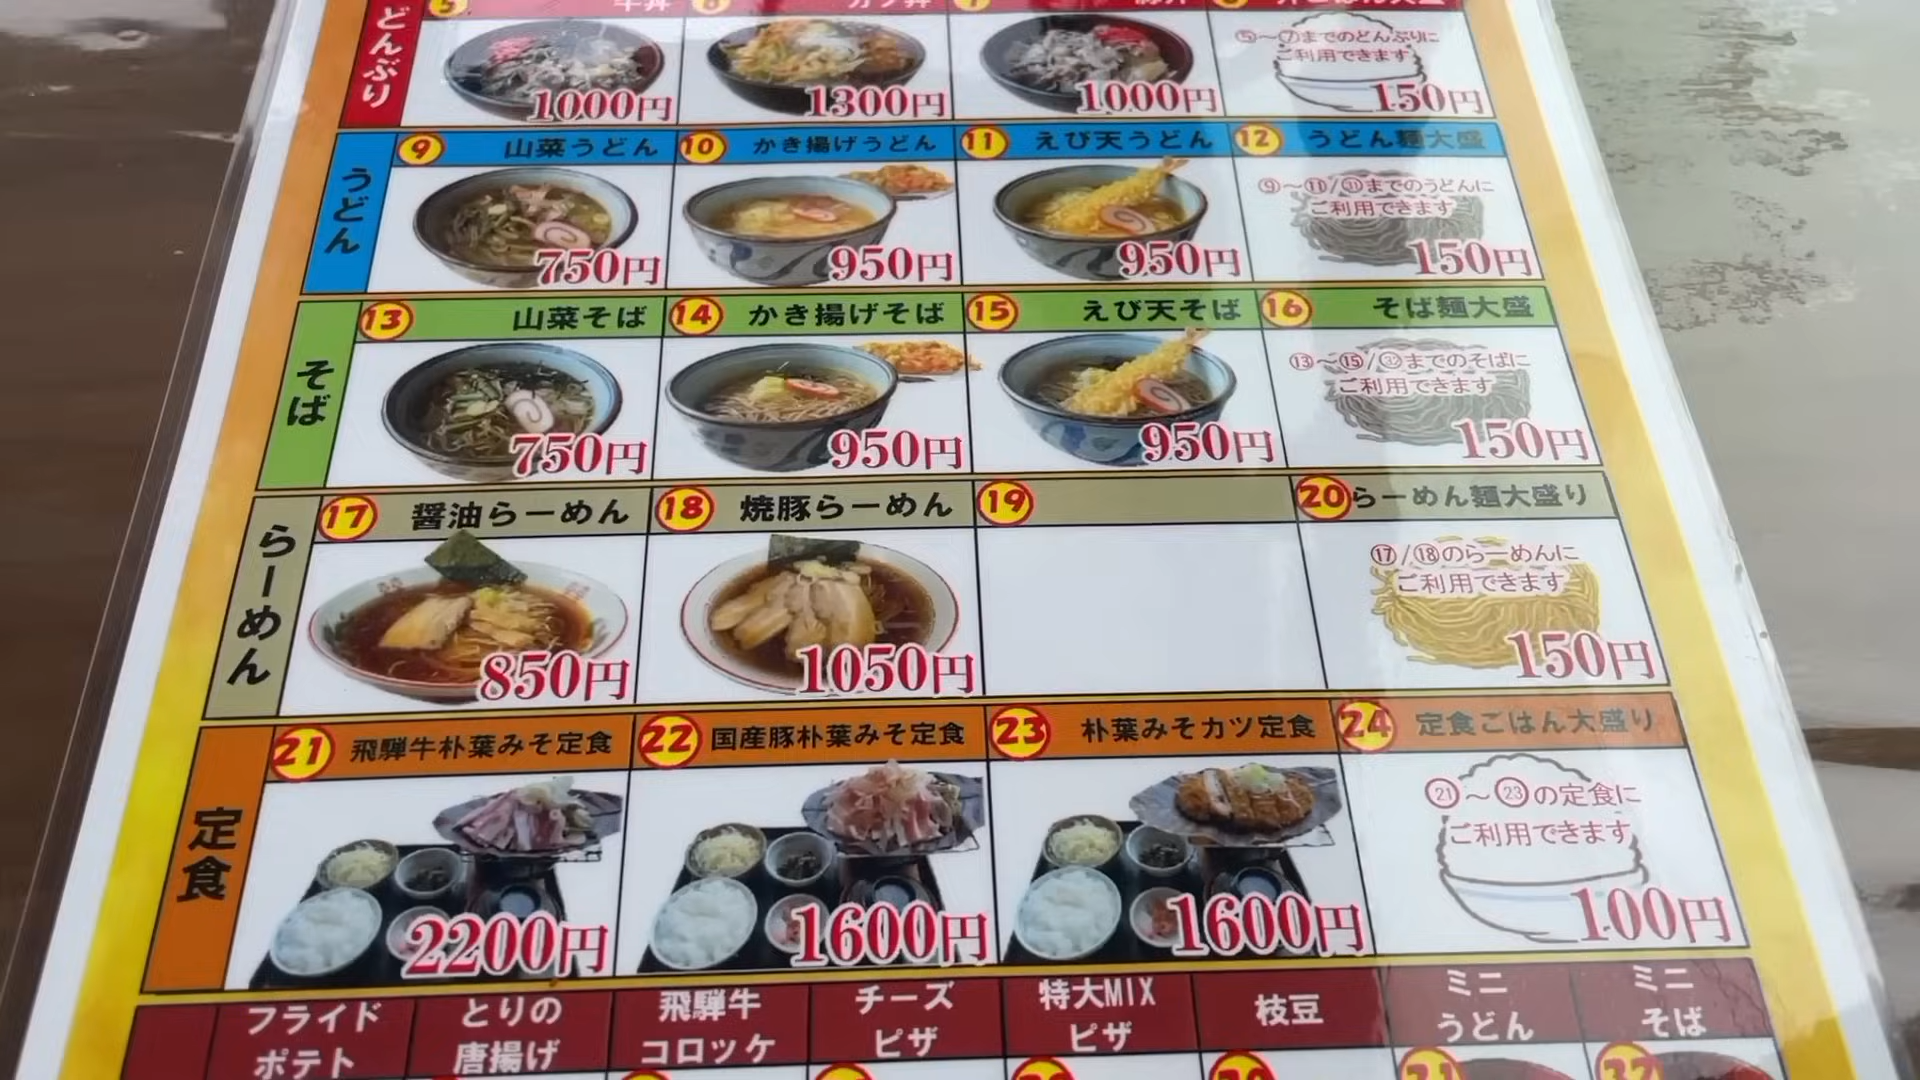 どんぶり
5 牛丼 6 カツ丼 7 豚丼
1000円 1300円 1000円
⑤～⑦までのどんぶりに
ご利用できます
150円
うどん
9 山菜うどん 10 かき揚げうどん 11 えび天うどん 12 うどん麺大盛
750円 950円 950円
⑨～⑪/㉛までのうどんに
ご利用できます
150円
そば
13 山菜そば 14 かき揚げそば 15 えび天そば 16 そば麺大盛
750円 950円 950円
⑬～⑮/㉜までのそばに
ご利用できます
150円
らーめん
17 醤油らーめん 18 焼豚らーめん 19 20 らーめん麺大盛り
850円 1050円
⑰/⑱のらーめんに
ご利用できます
150円
定食
21 飛騨牛朴葉みそ定食 22 国産豚朴葉みそ定食 23 朴葉みそカツ定食 24 定食ごはん大盛り
2200円 1600円 1600円
㉑～㉓の定食に
ご利用できます
100円
フライド
ポテト
とりの
唐揚げ
飛騨牛
コロッケ
チーズ
ピザ
特大MIX
ピザ
枝豆
ミニ
うどん
ミニ
そば
31 32